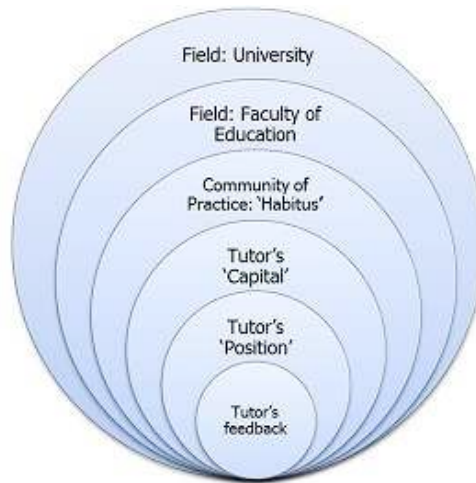 Field: University
Field: Faculty of
Education
Community of
Practice: ‘Habitus’
Tutor’s
‘Capital’
Tutor’s
‘Position’
Tutor’s
feedback